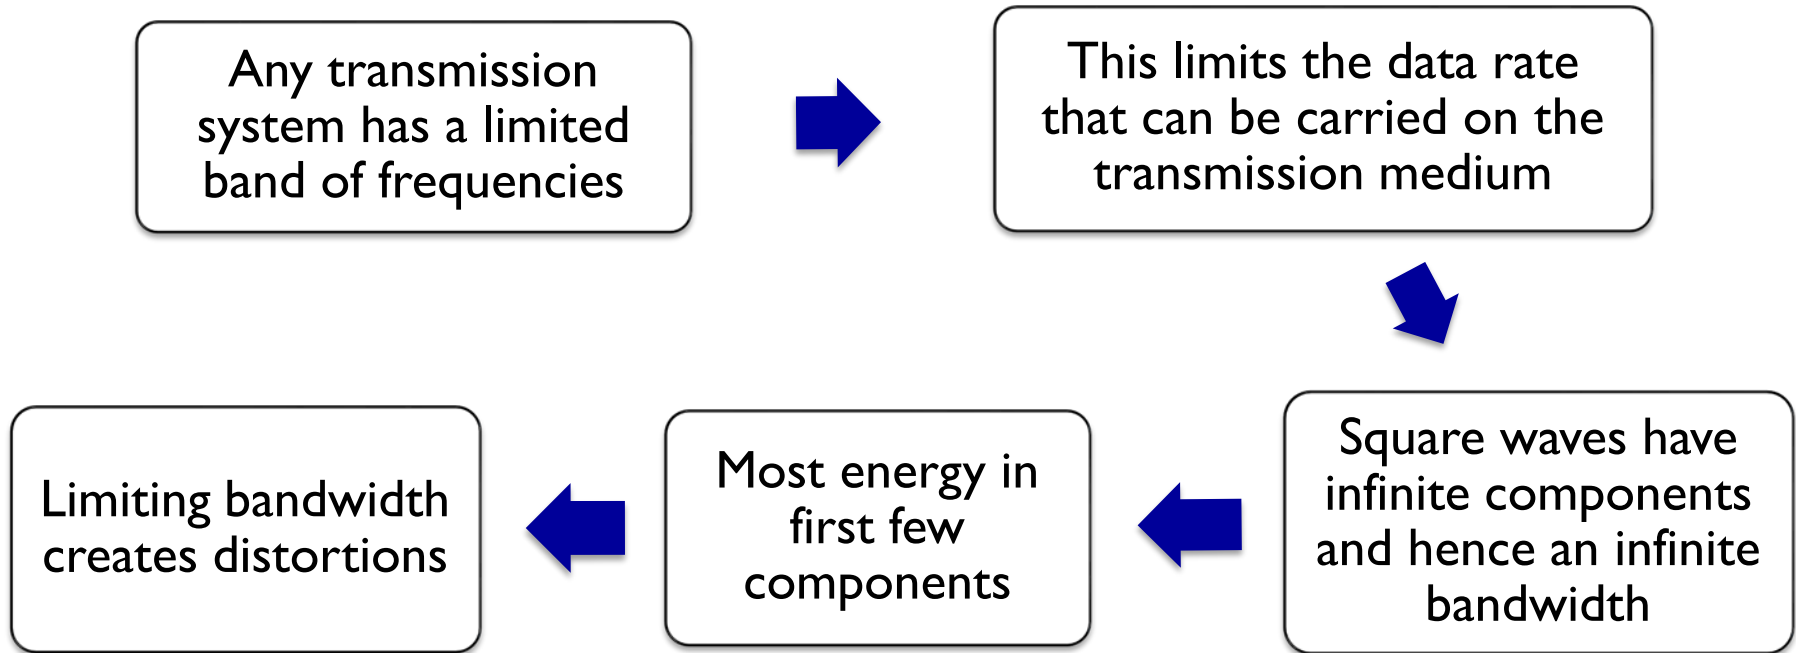 Any transmission
system has a limited
band of frequencies
This limits the data rate
that can be carried on the
transmission medium
Square waves have
infinite components
and hence an infinite
bandwidth
Most energy in
first few
components
Limiting bandwidth
creates distortions